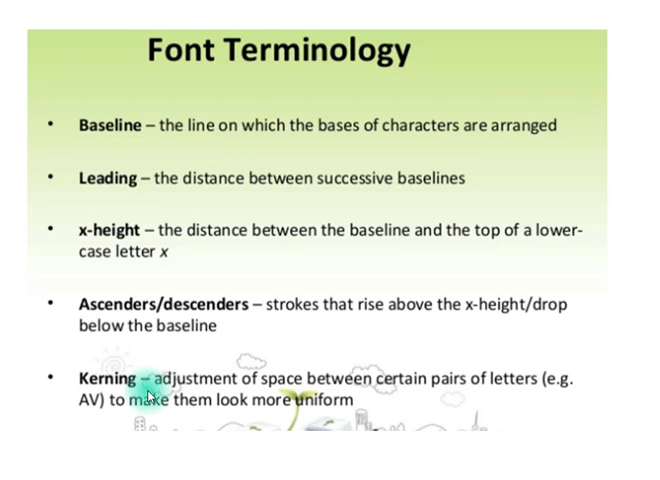 Font Terminology
• Baseline – the line on which the bases of characters are arranged
• Leading – the distance between successive baselines
• x-height – the distance between the baseline and the top of a lower-
case letter x
• Ascenders/descenders – strokes that rise above the x-height/drop
below the baseline
• Kerning – adjustment of space between certain pairs of letters (e.g.
AV) to make them look more uniform